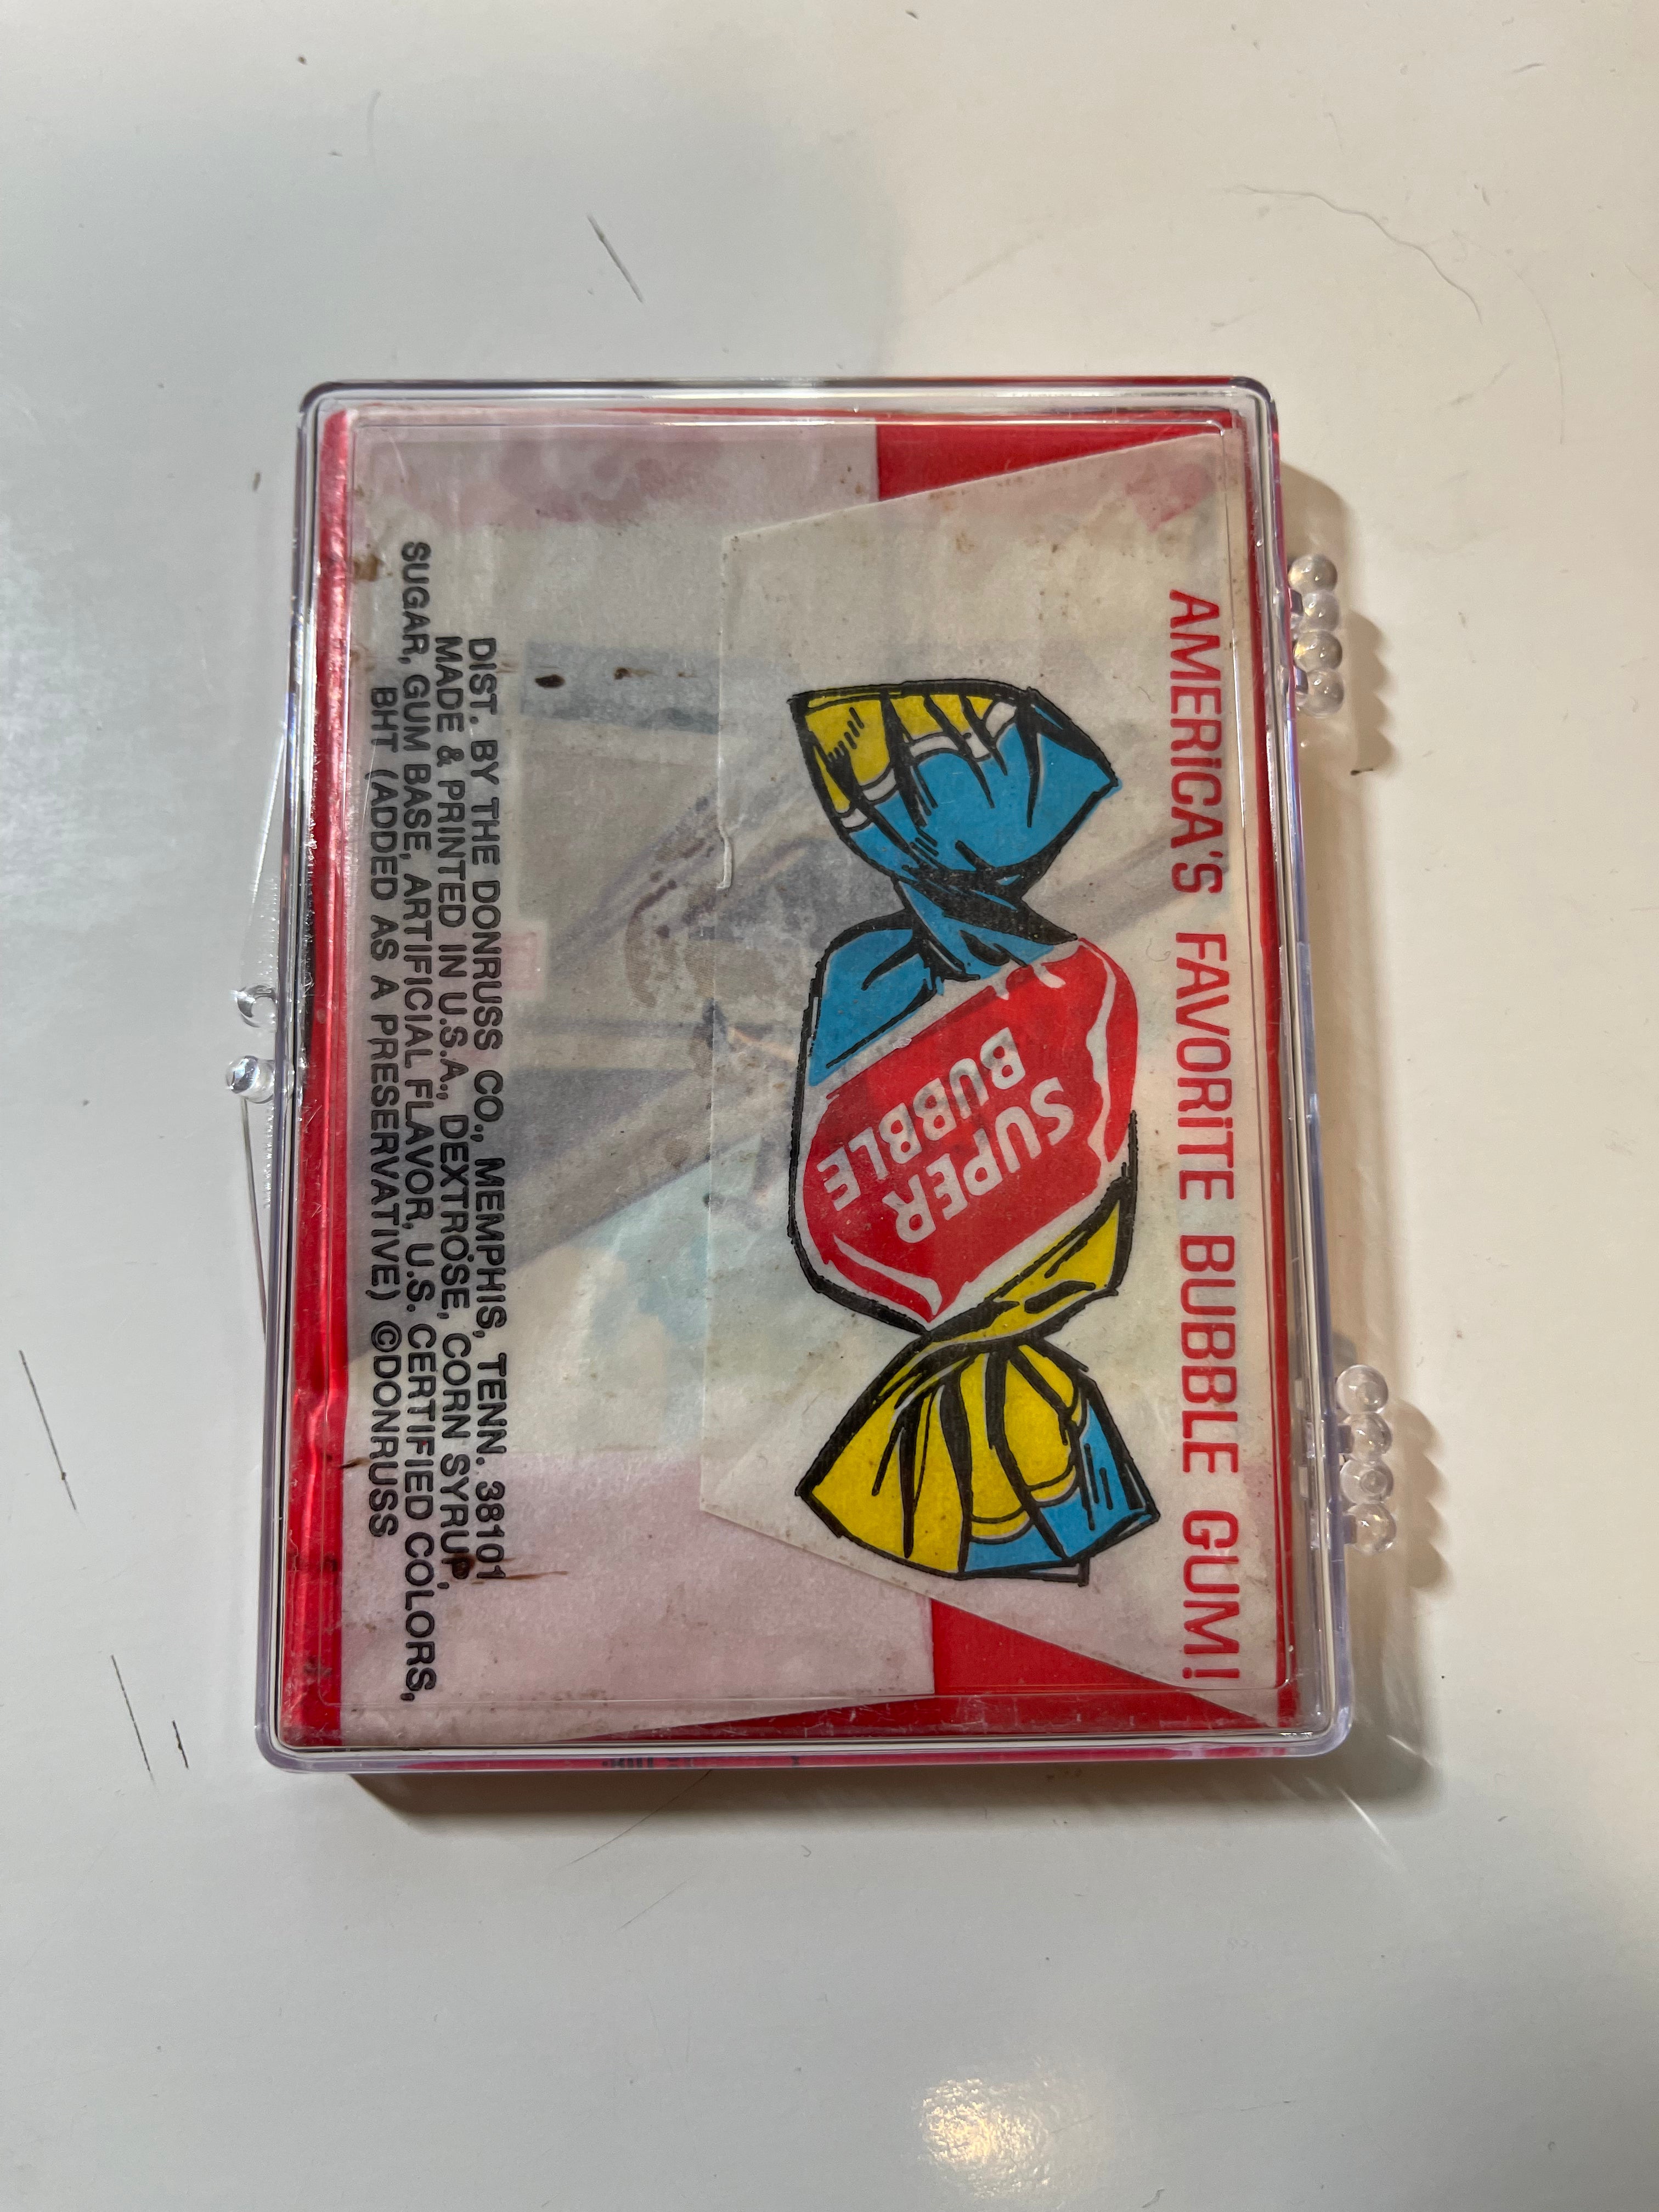 AMERiCA'S FAVORiTE BUBBLE GUM!
SUPER
BUBBLE
DIST. BY THE DONRUSS CO., MEMPHIS, TENN. 38101
MADE & PRINTED IN U.S.A., DEXTROSE, CORN SYRUP,
SUGAR, GUM BASE, ARTIFICIAL FLAVOR, U.S. CERTIFIED COLORS,
BHT (ADDED AS A PRESERVATIVE) ©DONRUSS